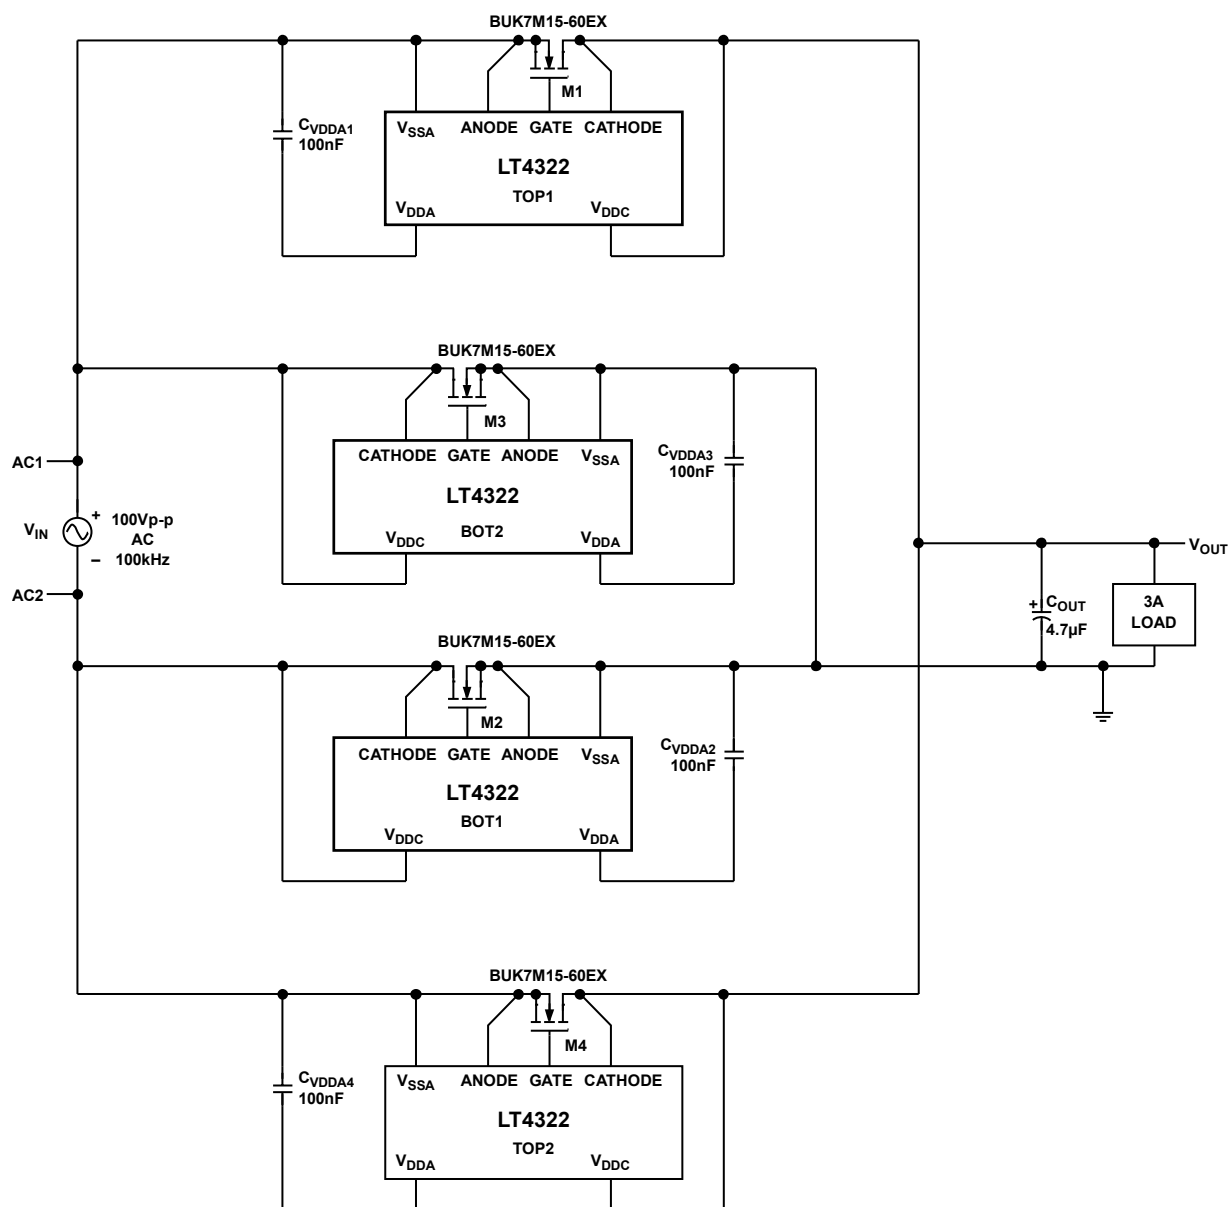 BUK7M15-60EX
M1
CVDDA1
100nF
VSSA ANODE GATE CATHODE
LT4322
TOP1
VDDA VDDC
BUK7M15-60EX
M3
CATHODE GATE ANODE VSSA
LT4322
BOT2
VDDC VDDA
CVDDA3
100nF
AC1
VIN
+ 100Vp-p
AC
– 100kHz
AC2
VOUT
+ COUT
4.7µF
3A
LOAD
BUK7M15-60EX
M2
CATHODE GATE ANODE VSSA
LT4322
BOT1
VDDC VDDA
CVDDA2
100nF
BUK7M15-60EX
M4
CVDDA4
100nF
VSSA ANODE GATE CATHODE
LT4322
TOP2
VDDA VDDC